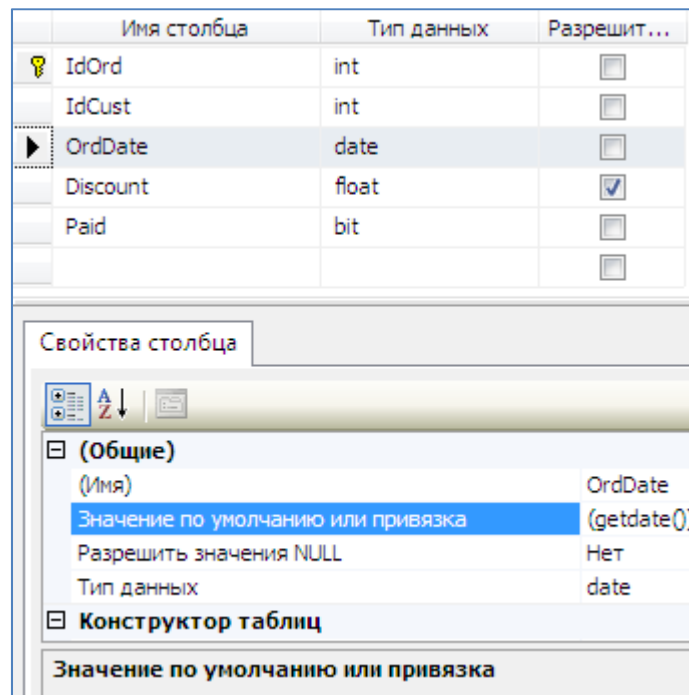 Имя столбца Тип данных Разрешит...
IdOrd int
IdCust int
OrdDate date
Discount float
Paid bit
Свойства столбца
(Общие)
(Имя) OrdDate
Значение по умолчанию или привязка (getdate())
Разрешить значения NULL Нет
Тип данных date
Конструктор таблиц
Значение по умолчанию или привязка